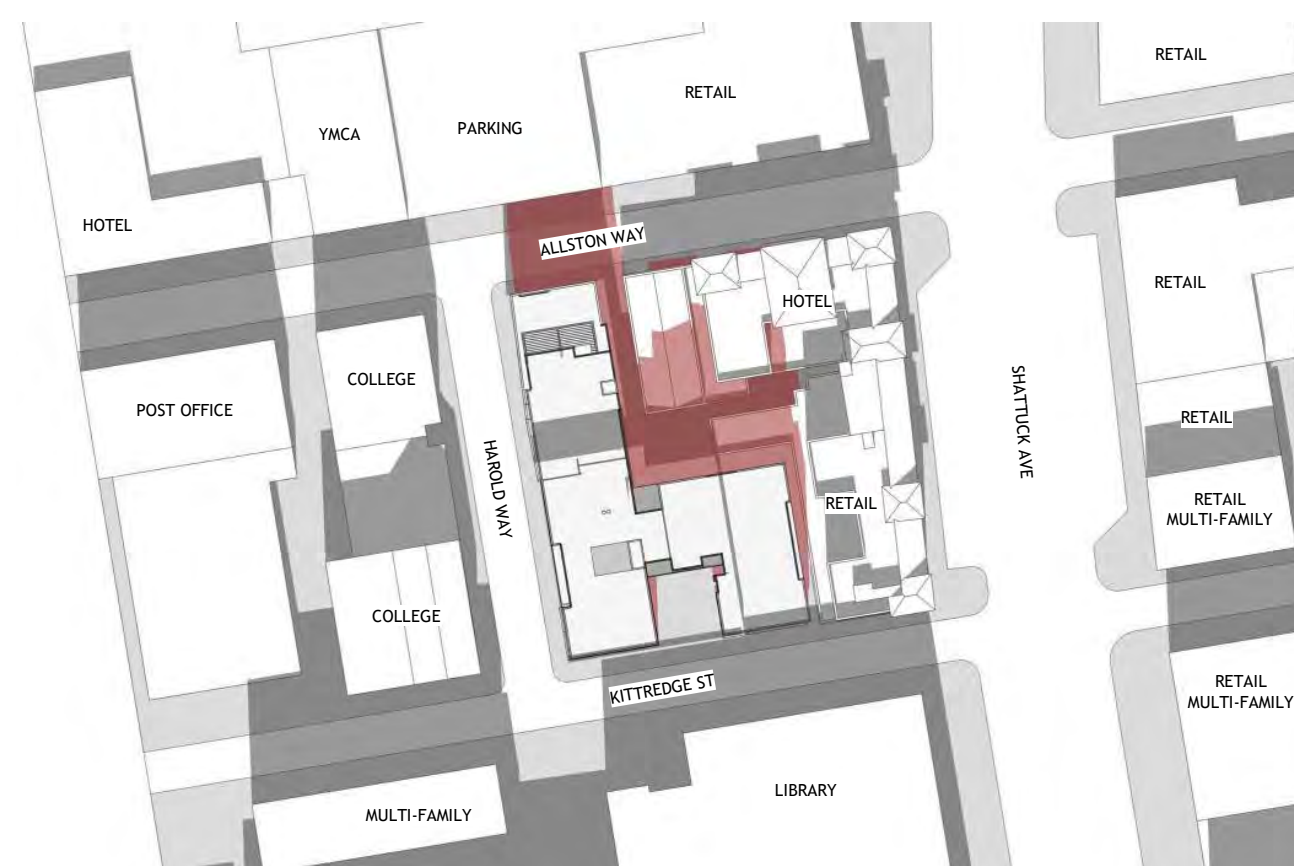 RETAIL
RETAIL
PARKING
YMCA
HOTEL
ALLSTON WAY
HOTEL
RETAIL
COLLEGE
POST OFFICE
SHATTUCK AVE
RETAIL
HAROLD WAY
RETAIL
RETAIL
MULTI-FAMILY
COLLEGE
KITTREDGE ST
RETAIL
MULTI-FAMILY
LIBRARY
MULTI-FAMILY